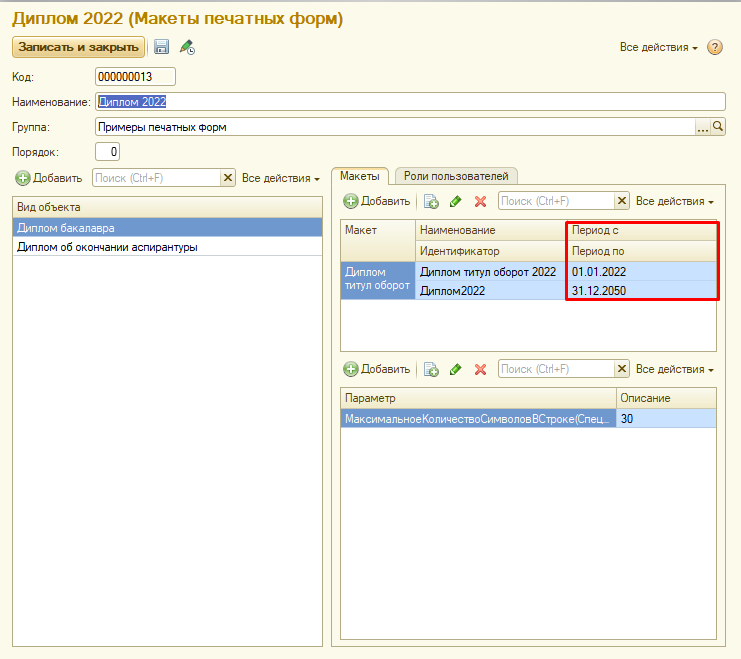 Диплом 2022 (Макеты печатных форм)
Записать и закрыть
Все действия
?
Код: 000000013
Наименование: Диплом 2022
Группа: Примеры печатных форм ...
Порядок: 0
Добавить Поиск (Ctrl+F) Все действия
Вид объекта
Диплом бакалавра
Диплом об окончании аспирантуры
Макеты Роли пользователей
Добавить Поиск (Ctrl+F) Все действия
Макет Наименование Период с
Идентификатор Период по
Диплом Диплом титул оборот 2022 01.01.2022
титул оборот Диплом2022 31.12.2050
Добавить Поиск (Ctrl+F) Все действия
Параметр Описание
МаксимальноеКоличествоСимволовВСтроке(Спец... 30